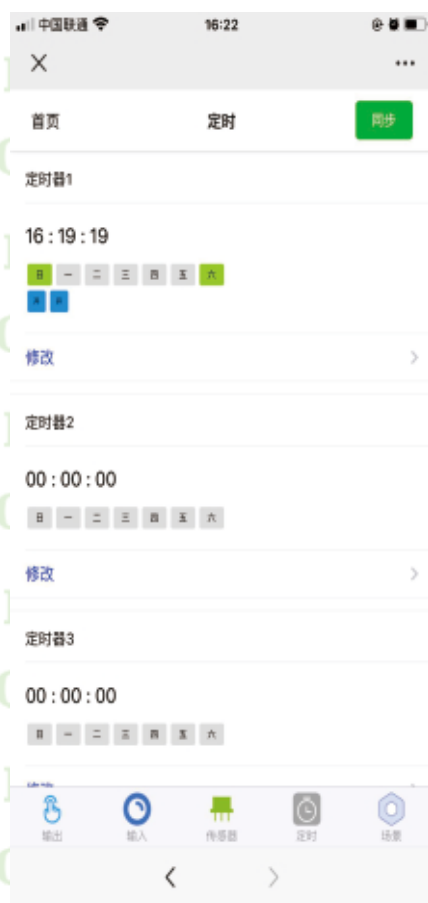 中国联通 16:22
首页 定时 同步
定时器1
16:19:19
日 一 二 三 四 五 六
修改
定时器2
00:00:00
日 一 二 三 四 五 六
修改
定时器3
00:00:00
日 一 二 三 四 五 六
输出 输入 传感器 定时 场景